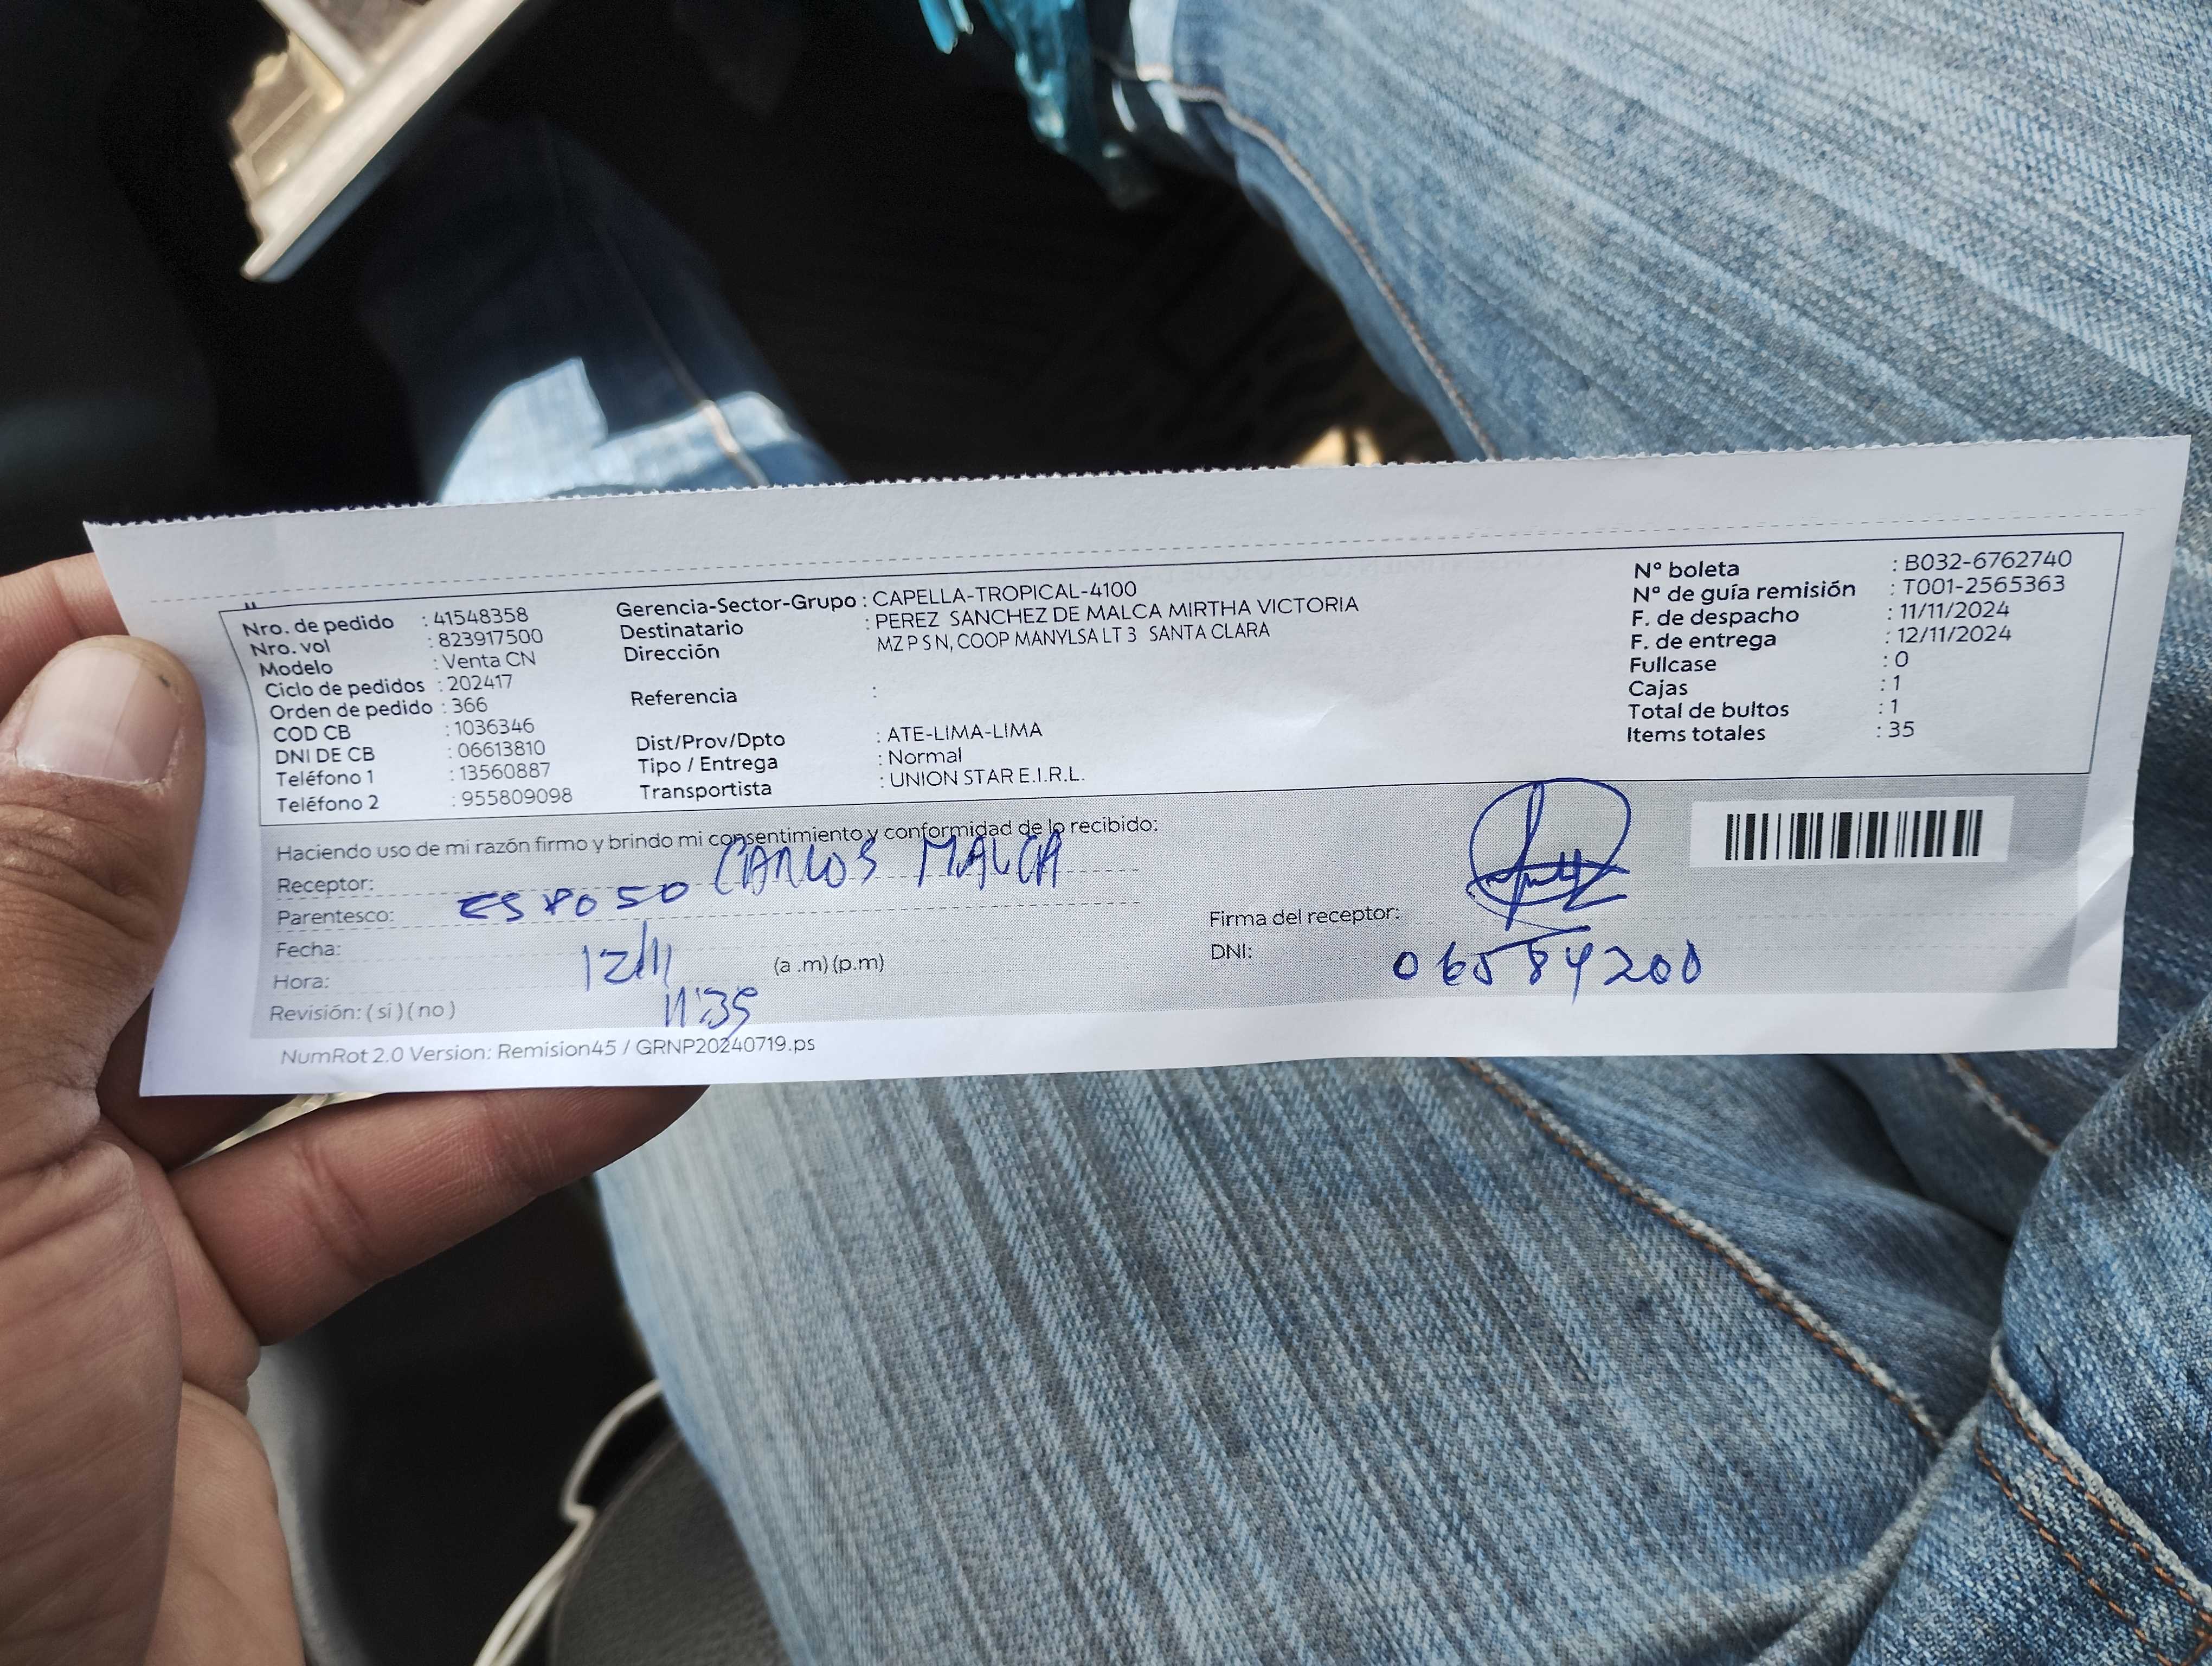 Nro. de pedido : 41548358
Nro. vol : 823917500
Modelo : Venta CN
Ciclo de pedidos : 202417
Orden de pedido : 366
COD CB : 1036346
DNI DE CB : 06613810
Teléfono 1 : 13560887
Teléfono 2 : 955809098
Gerencia-Sector-Grupo : CAPELLA-TROPICAL-4100
Destinatario : PEREZ SANCHEZ DE MALCA MIRTHA VICTORIA
Dirección MZ P S N, COOP MANYLSA LT 3 SANTA CLARA
Referencia :
Dist/Prov/Dpto : ATE-LIMA-LIMA
Tipo / Entrega : Normal
Transportista : UNION STAR E.I.R.L.
N° boleta : B032-6762740
N° de guía remisión : T001-2565363
F. de despacho : 11/11/2024
F. de entrega : 12/11/2024
Fullcase : 0
Cajas : 1
Total de bultos : 1
Items totales : 35
Haciendo uso de mi razón firmo y brindo mi consentimiento y conformidad de lo recibido:
Receptor: CARLOS MALCA
Parentesco: ESPOSO
Fecha: 12/11
Hora: 11:35 (a .m) (p.m)
Revisión: ( si ) ( no )
Firma del receptor:
DNI: 06584200
NumRot 2.0 Version: Remision45 / GRNP20240719.ps